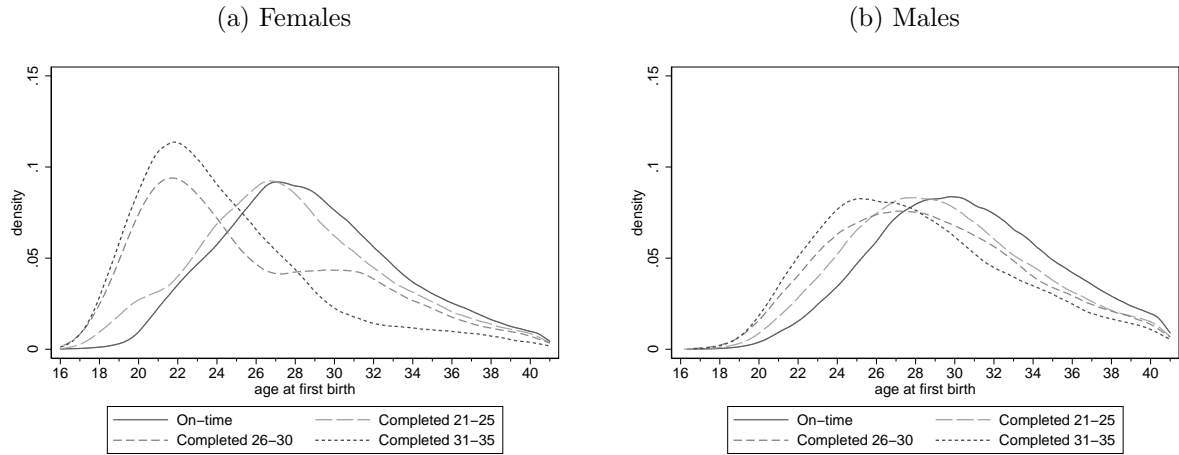 (a) Females
.15
.1
.05
0
density
16 18 20 22 24 26 28 30 32 34 36 38 40
age at first birth
On−time
Completed 21−25
Completed 26−30
Completed 31−35
(b) Males
.15
.1
.05
0
density
16 18 20 22 24 26 28 30 32 34 36 38 40
age at first birth
On−time
Completed 21−25
Completed 26−30
Completed 31−35